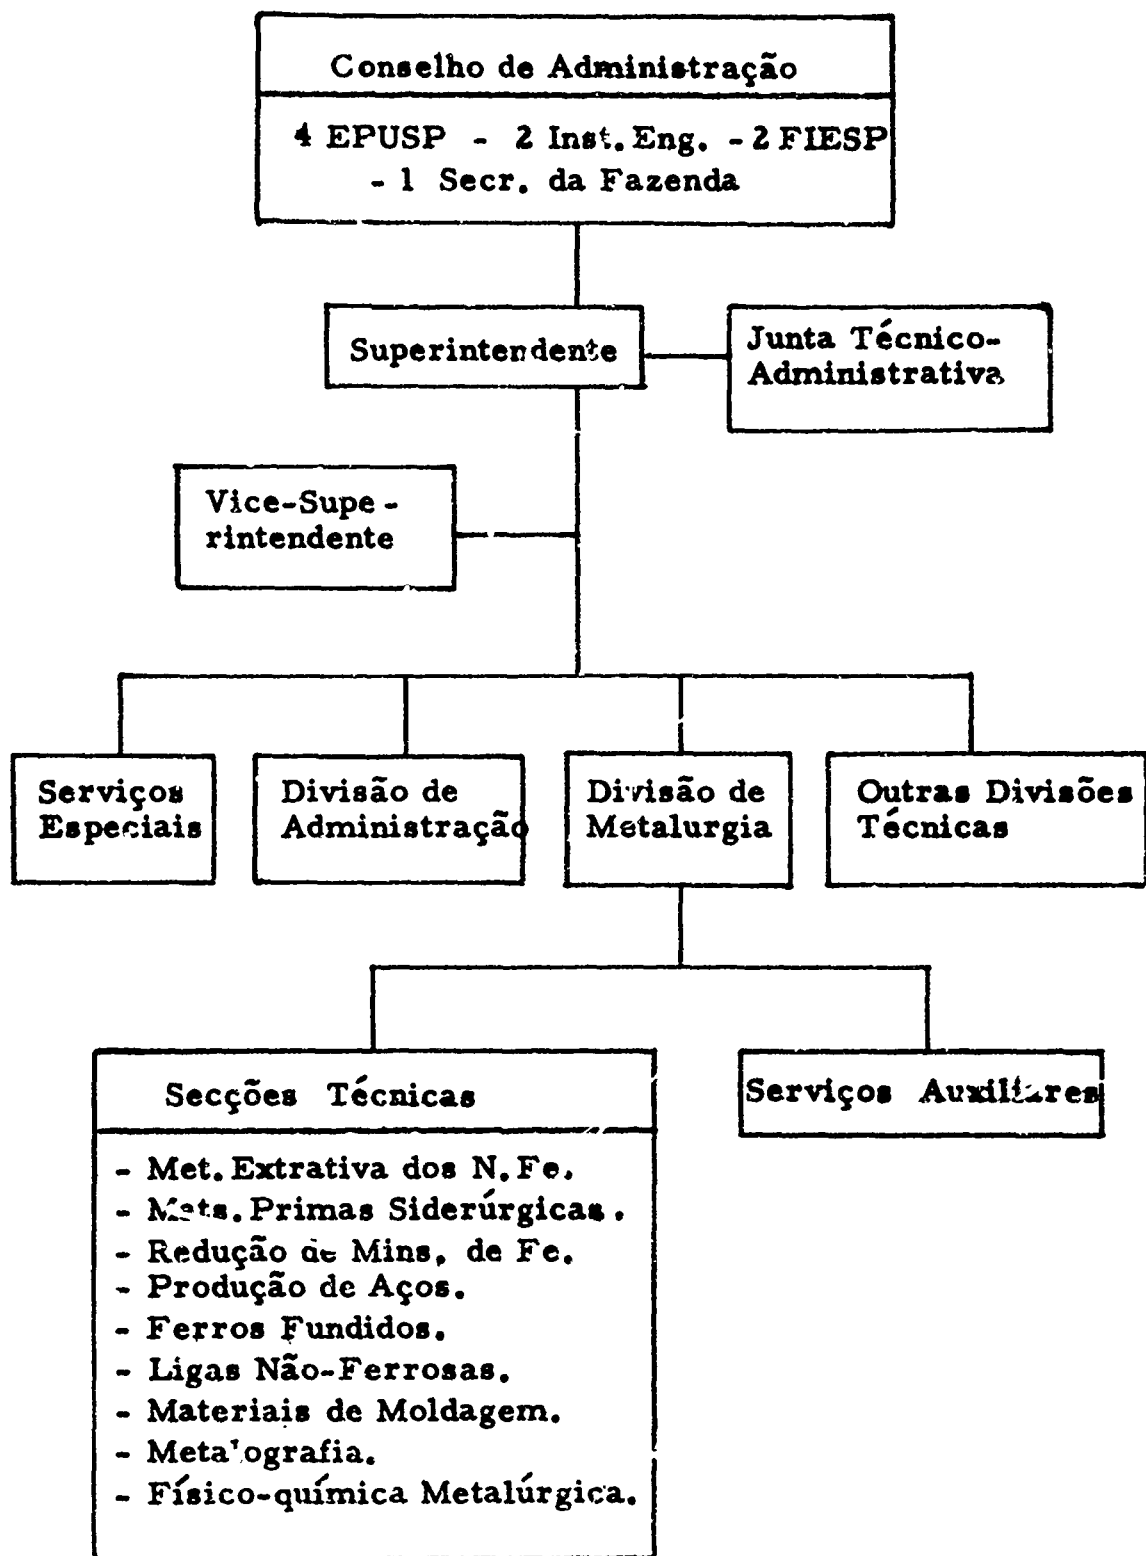 Conselho de Administração
4 EPUSP - 2 Inst. Eng. - 2 FIESP
- 1 Secr. da Fazenda
Superintendente
Junta Técnico-
Administrativa
Vice-Supe-
rintendente
Serviços
Especiais
Divisão de
Administração
Divisão de
Metalurgia
Outras Divisões
Técnicas
Secções Técnicas
- Met. Extrativa dos N. Fe.
- Mats. Primas Siderúrgicas.
- Redução de Mins. de Fe.
- Produção de Aços.
- Ferros Fundidos.
- Ligas Não-Ferrosas.
- Materiais de Moldagem.
- Metalografia.
- Físico-química Metalúrgica.
Serviços Auxiliares